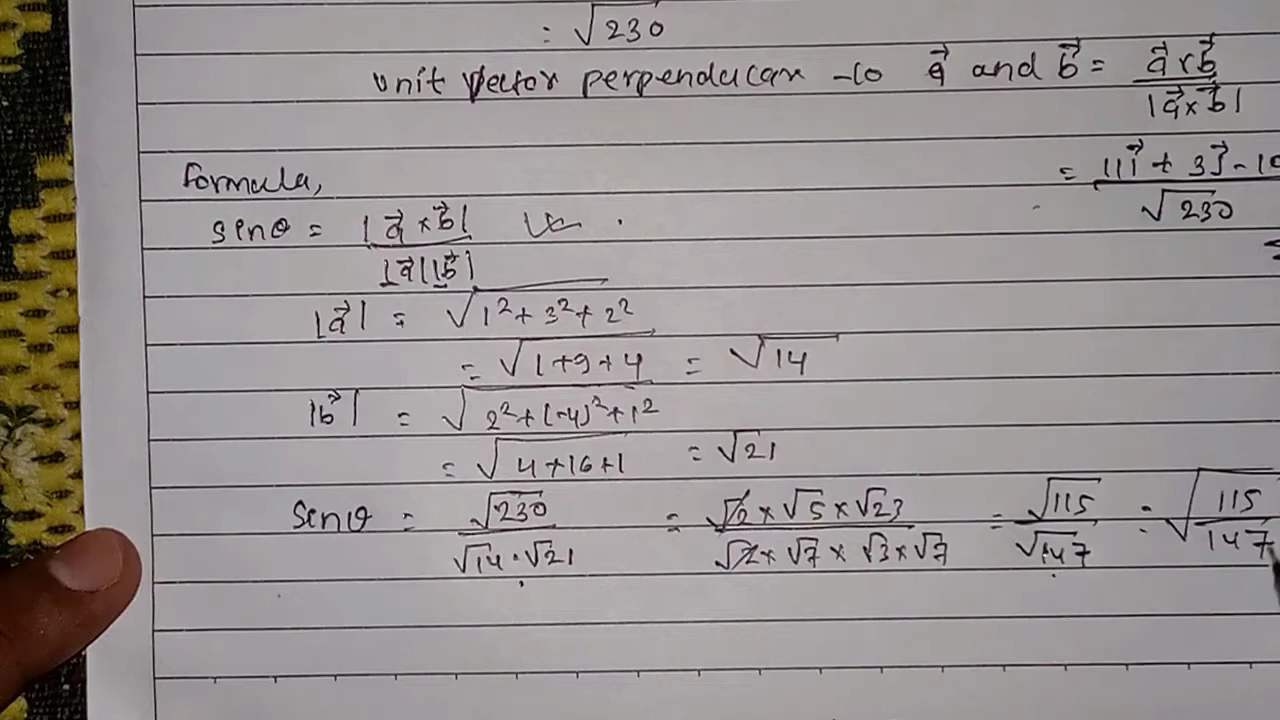 = √230
unit vector perpenducan to a⃗ and b⃗ = a⃗ x b⃗ / |a⃗ × b⃗|
= 11i⃗ + 3j⃗ - 10 / √230
formula,
sinθ = |a⃗ × b⃗| / |a⃗||b⃗|
|a⃗| = √1² + 3² + 2²
= √1+9+4 = √14
|b⃗| = √2² + (-4)² + 1²
= √4+16+1 = √21
sinθ = √230 / √14 · √21 = √2 × √5 × √23 / √2 × √7 × √3 × √7 = √115 / √147 = √115/147